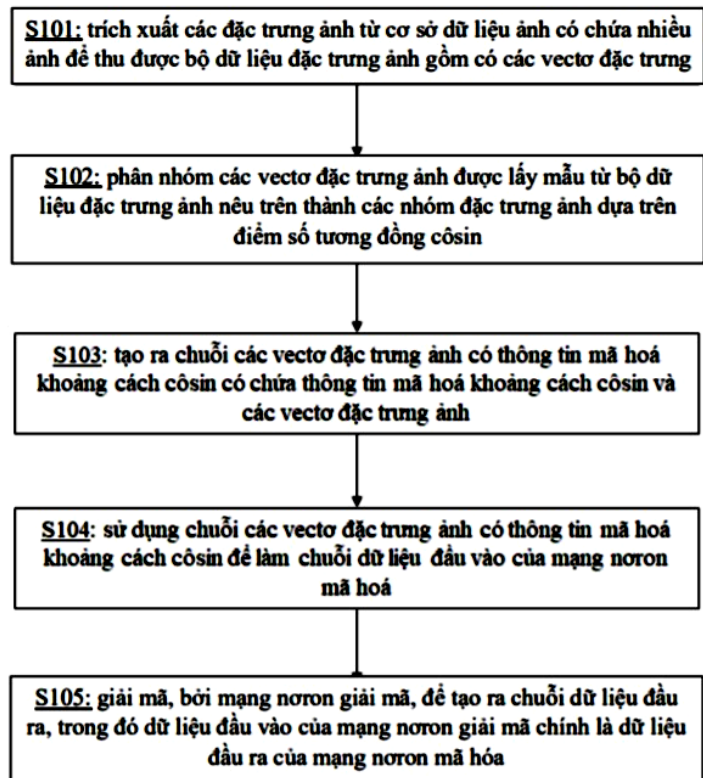 S101: trích xuất các đặc trưng ảnh từ cơ sở dữ liệu ảnh có chứa nhiều
ảnh để thu được bộ dữ liệu đặc trưng ảnh gồm có các vectơ đặc trưng
S102: phân nhóm các vectơ đặc trưng ảnh được lấy mẫu từ bộ dữ
liệu đặc trưng ảnh nêu trên thành các nhóm đặc trưng ảnh dựa trên
điểm số tương đồng côsin
S103: tạo ra chuỗi các vectơ đặc trưng ảnh có thông tin mã hoá
khoảng cách côsin có chứa thông tin mã hoá khoảng cách côsin và
các vectơ đặc trưng ảnh
S104: sử dụng chuỗi các vectơ đặc trưng ảnh có thông tin mã hoá
khoảng cách côsin để làm chuỗi dữ liệu đầu vào của mạng nơron
mã hoá
S105: giải mã, bởi mạng nơron giải mã, để tạo ra chuỗi dữ liệu đầu
ra, trong đó dữ liệu đầu vào của mạng nơron giải mã chính là dữ liệu
đầu ra của mạng nơron mã hóa